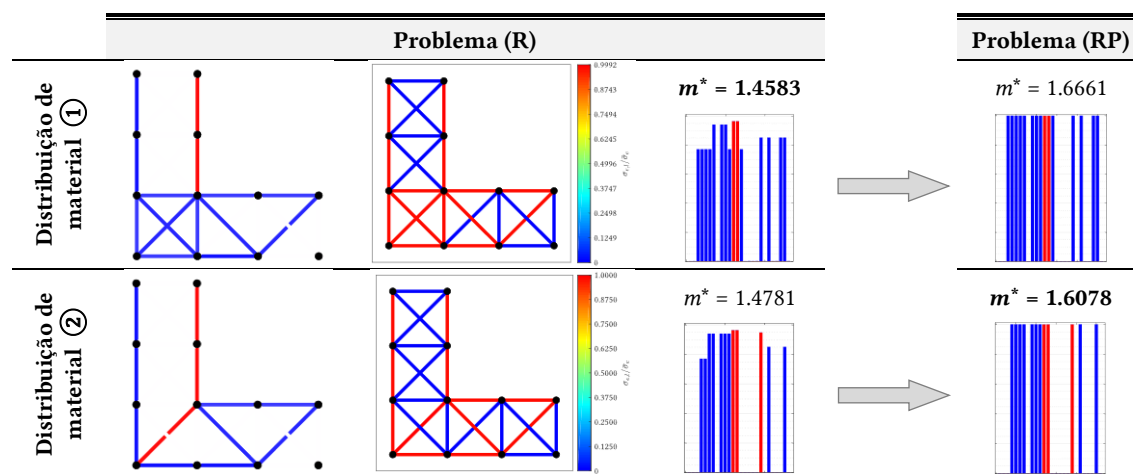 Problema (R)
Problema (RP)
Distribuição de
material ①
0.9992
0.8743
0.7494
0.6245
0.4996
0.3747
0.2498
0.1249
0
m* = 1.4583
m* = 1.6661
Distribuição de
material ②
1.0000
0.8750
0.7500
0.6250
0.5000
0.3750
0.2500
0.1250
0
m* = 1.4781
m* = 1.6078